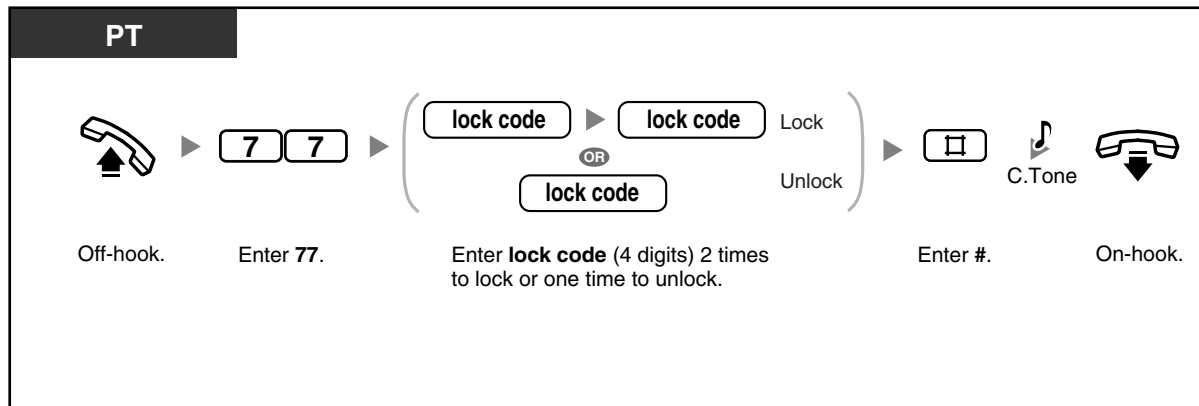 PT
7 7
lock code lock code Lock
OR
lock code Unlock
#
C.Tone
Off-hook.
Enter 77.
Enter lock code (4 digits) 2 times
to lock or one time to unlock.
Enter #.
On-hook.